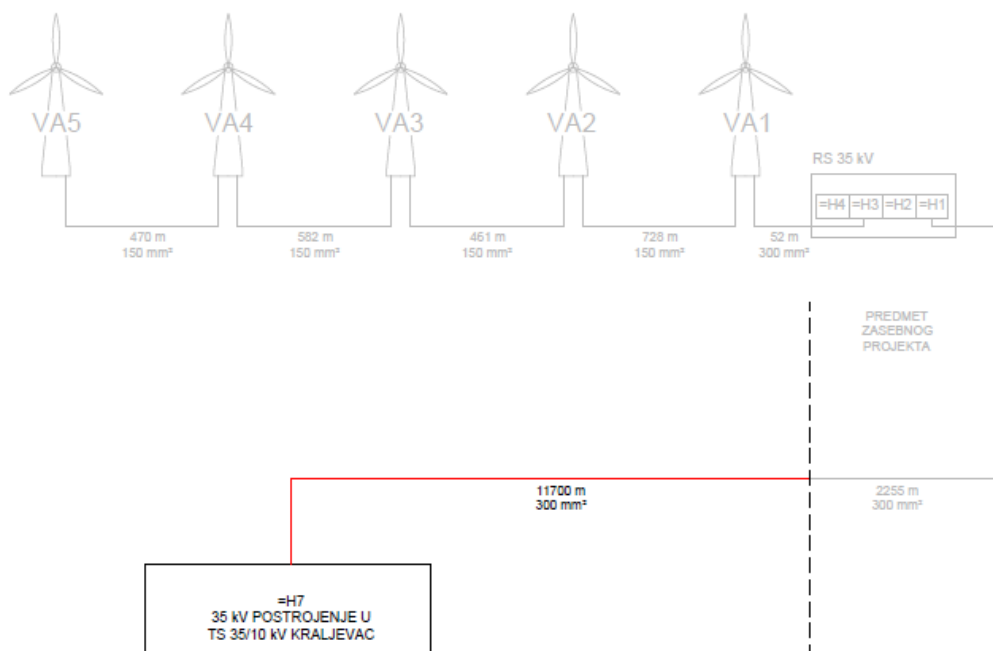 VA5
VA4
VA3
VA2
VA1
RS 35 kV
=H4 =H3 =H2 =H1
470 m
150 mm²
582 m
150 mm²
461 m
150 mm²
728 m
150 mm²
52 m
300 mm²
PREDMET
ZASEBNOG
PROJEKTA
11700 m
300 mm²
2255 m
300 mm²
=H7
35 kV POSTROJENJE U
TS 35/10 kV KRALJEVAC